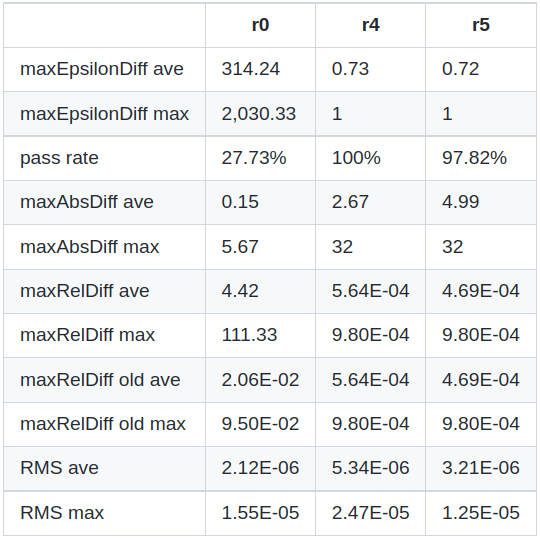 r0 r4 r5
maxEpsilonDiff ave 314.24 0.73 0.72
maxEpsilonDiff max 2,030.33 1 1
pass rate 27.73% 100% 97.82%
maxAbsDiff ave 0.15 2.67 4.99
maxAbsDiff max 5.67 32 32
maxRelDiff ave 4.42 5.64E-04 4.69E-04
maxRelDiff max 111.33 9.80E-04 9.80E-04
maxRelDiff old ave 2.06E-02 5.64E-04 4.69E-04
maxRelDiff old max 9.50E-02 9.80E-04 9.80E-04
RMS ave 2.12E-06 5.34E-06 3.21E-06
RMS max 1.55E-05 2.47E-05 1.25E-05